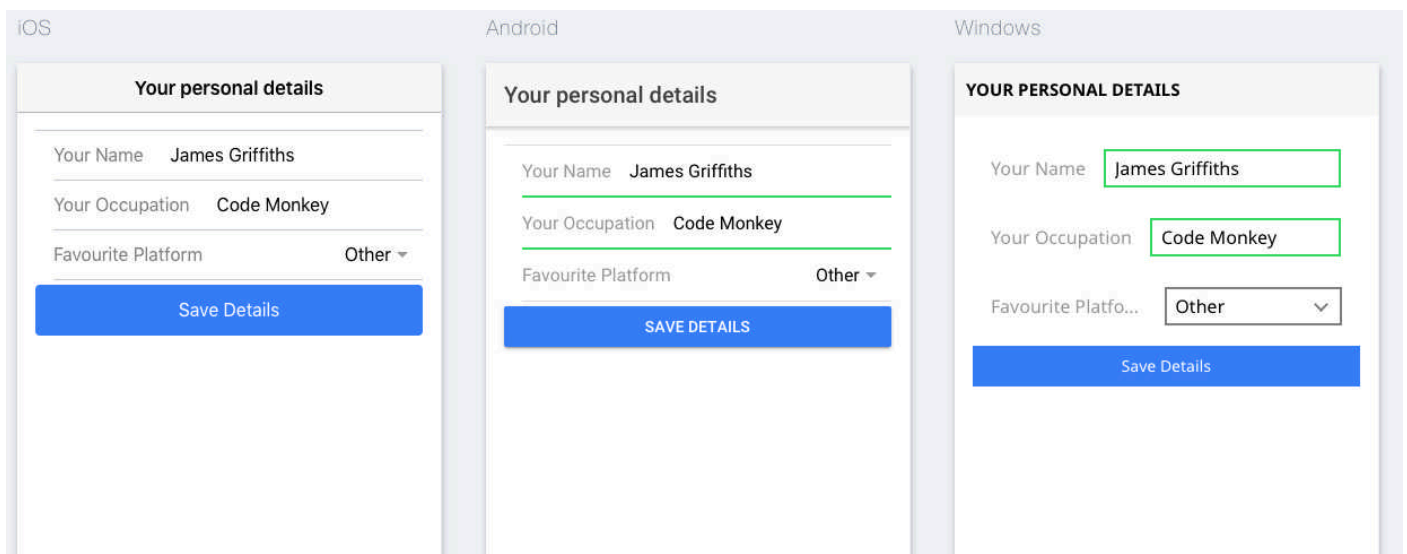 iOS
Your personal details
Your Name James Griffiths
Your Occupation Code Monkey
Favourite Platform Other
Save Details
Android
Your personal details
Your Name James Griffiths
Your Occupation Code Monkey
Favourite Platform Other
SAVE DETAILS
Windows
YOUR PERSONAL DETAILS
Your Name James Griffiths
Your Occupation Code Monkey
Favourite Platfo... Other
Save Details